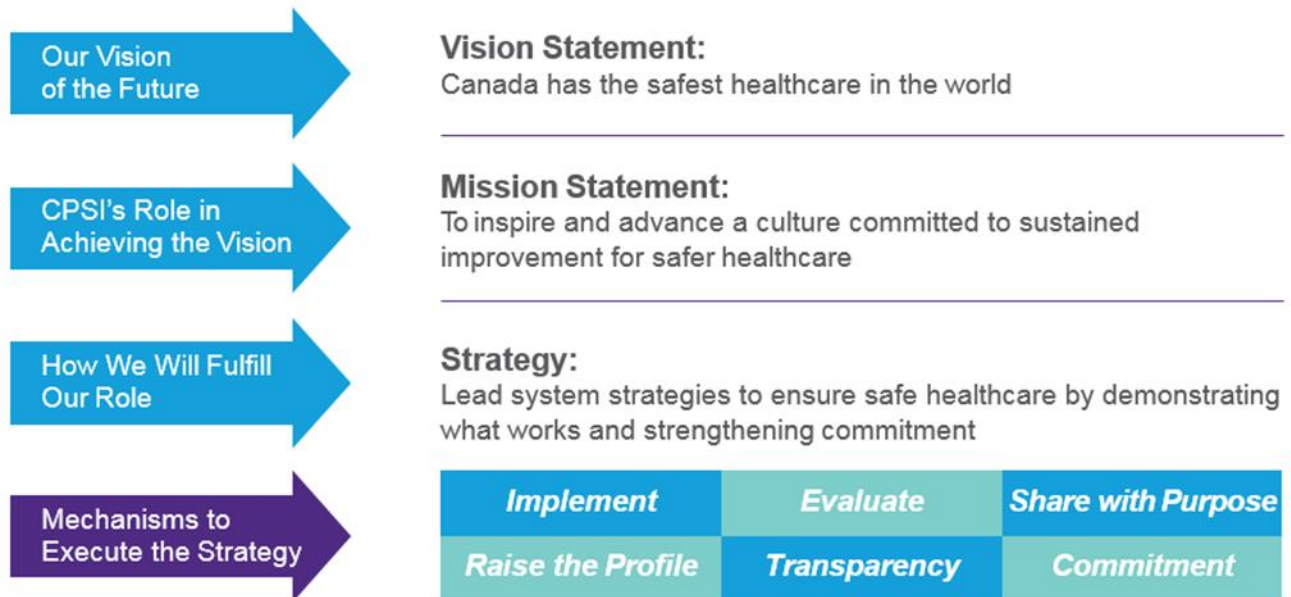 Our Vision
of the Future
Vision Statement:
Canada has the safest healthcare in the world
CPSI's Role in
Achieving the Vision
Mission Statement:
To inspire and advance a culture committed to sustained
improvement for safer healthcare
How We Will Fulfill
Our Role
Strategy:
Lead system strategies to ensure safe healthcare by demonstrating
what works and strengthening commitment
Mechanisms to
Execute the Strategy
Implement Evaluate Share with Purpose
Raise the Profile Transparency Commitment